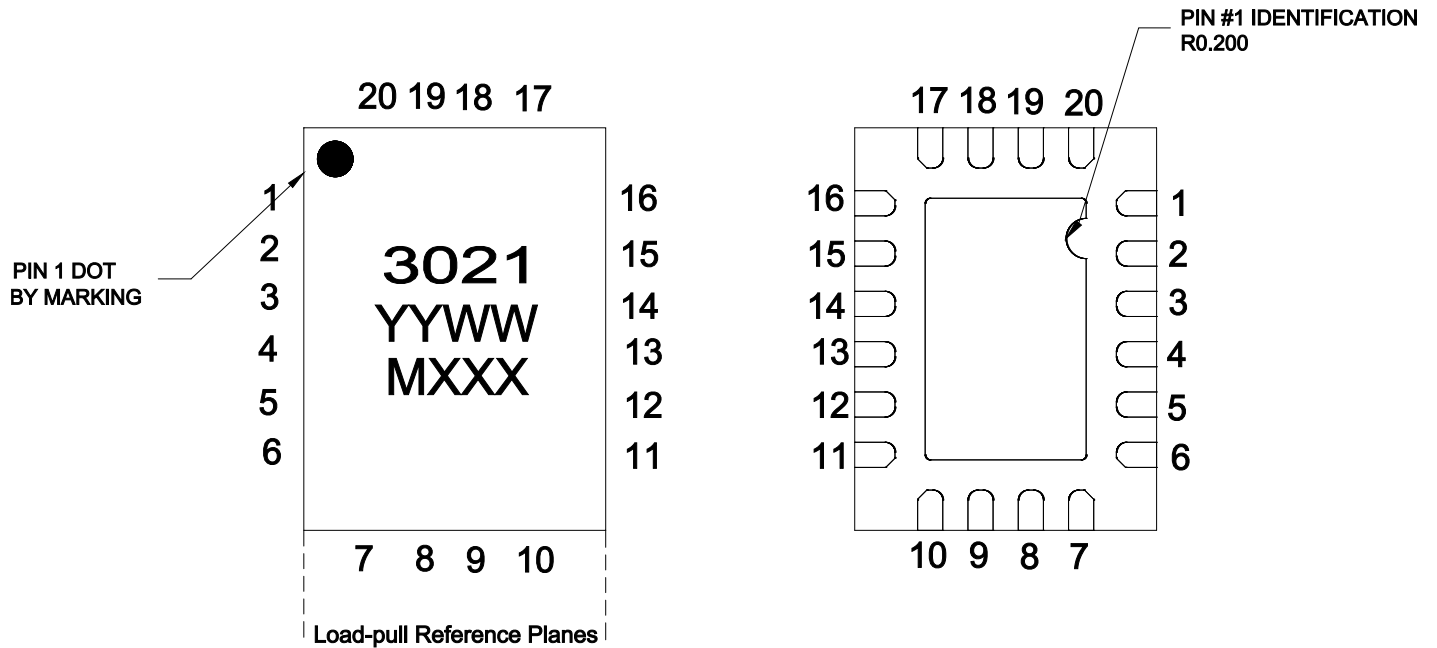 PIN #1 IDENTIFICATION
R0.200
20 19 18 17
17 18 19 20
1
2
3
4
5
6
16
15
14
13
12
11
PIN 1 DOT
BY MARKING
3021
YYWW
MXXX
16
15
14
13
12
11
1
2
3
4
5
6
7 8 9 10
10 9 8 7
Load-pull Reference Planes